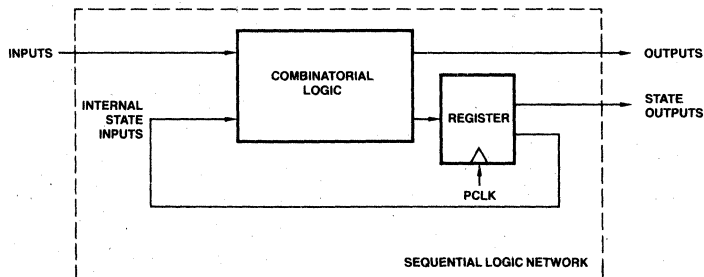 INPUTS
COMBINATORIAL
LOGIC
OUTPUTS
INTERNAL
STATE
INPUTS
REGISTER
STATE
OUTPUTS
PCLK
SEQUENTIAL LOGIC NETWORK